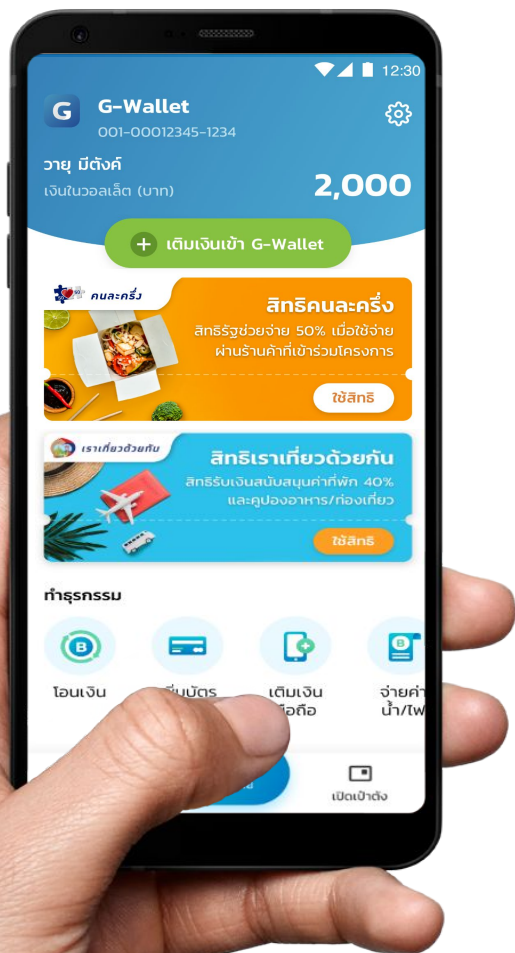 12:30
G
G-Wallet
001-00012345-1234
วายุ มีตังค์
เงินในวอลเล็ต (บาท)
2,000
+ เติมเงินเข้า G-Wallet
คนละครึ่ง
สิทธิคนละครึ่ง
สิทธิรัฐช่วยจ่าย 50% เมื่อใช้จ่าย
ผ่านร้านค้าที่เข้าร่วมโครงการ
ใช้สิทธิ
เราเที่ยวด้วยกัน
สิทธิเราเที่ยวด้วยกัน
สิทธิรับเงินสนับสนุนค่าที่พัก 40%
และคูปองอาหาร/ท่องเที่ยว
ใช้สิทธิ
ทำธุรกรรม
โอนเงิน
เติมเงิน
จ่ายค่า
น้ำ/ไฟ
เปิดเป๋าตัง